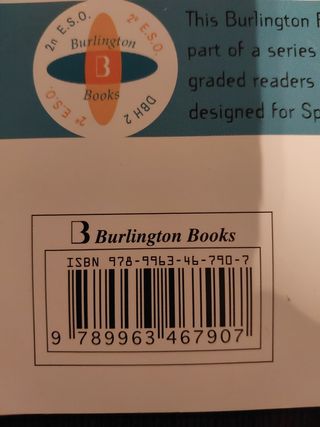 2n E.S.O.
2º E.S.O.
Burlington
B
Books
2º E.S.O.
DBH 2
This Burlington
part of a series
graded readers
designed for Sp
B Burlington Books
ISBN 978-9963-46-790-7
9 789963 467907